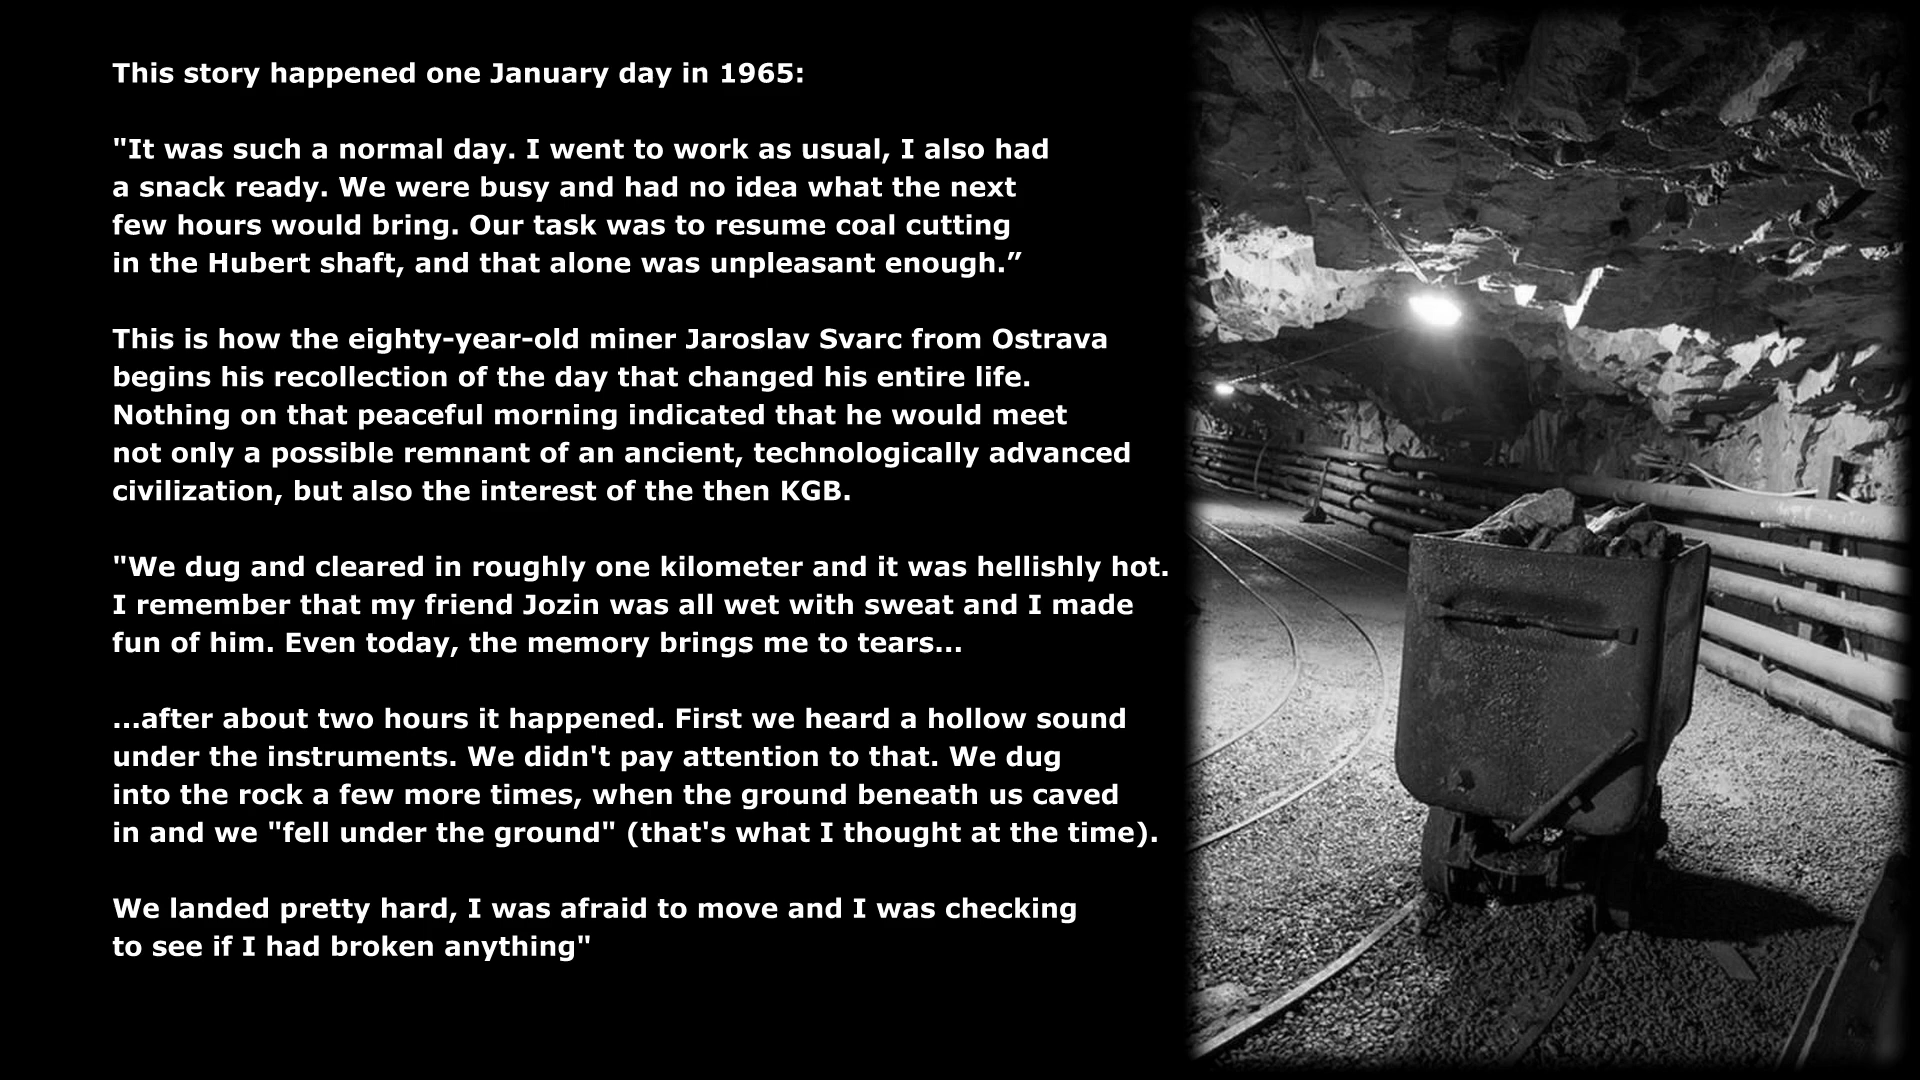 This story happened one January day in 1965:
"It was such a normal day. I went to work as usual, I also had
a snack ready. We were busy and had no idea what the next
few hours would bring. Our task was to resume coal cutting
in the Hubert shaft, and that alone was unpleasant enough.”
This is how the eighty-year-old miner Jaroslav Svarc from Ostrava
begins his recollection of the day that changed his entire life.
Nothing on that peaceful morning indicated that he would meet
not only a possible remnant of an ancient, technologically advanced
civilization, but also the interest of the then KGB.
"We dug and cleared in roughly one kilometer and it was hellishly hot.
I remember that my friend Jozin was all wet with sweat and I made
fun of him. Even today, the memory brings me to tears...
...after about two hours it happened. First we heard a hollow sound
under the instruments. We didn't pay attention to that. We dug
into the rock a few more times, when the ground beneath us caved
in and we "fell under the ground" (that's what I thought at the time).
We landed pretty hard, I was afraid to move and I was checking
to see if I had broken anything"